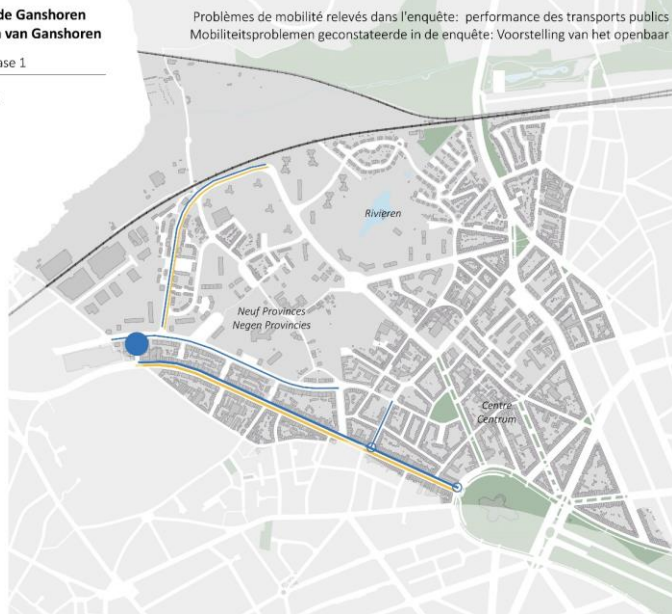 de Ganshoren
van Ganshoren
ase 1
Problèmes de mobilité relevés dans l'enquête: performance des transports publics
Mobiliteitsproblemen geconstateerde in de enquête: Voorstelling van het openbaar
Rivieren
Neuf Provinces
Negen Provincies
Centre
Centrum